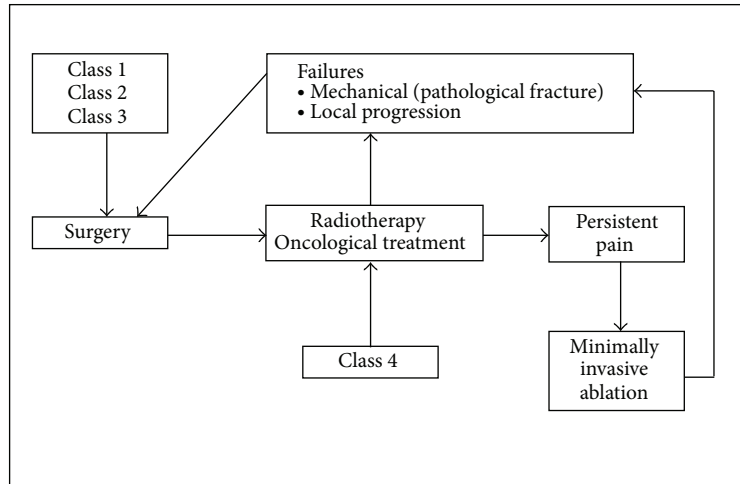 Class 1
Class 2
Class 3
Failures
• Mechanical (pathological fracture)
• Local progression
Surgery
Radiotherapy
Oncological treatment
Persistent
pain
Class 4
Minimally
invasive
ablation